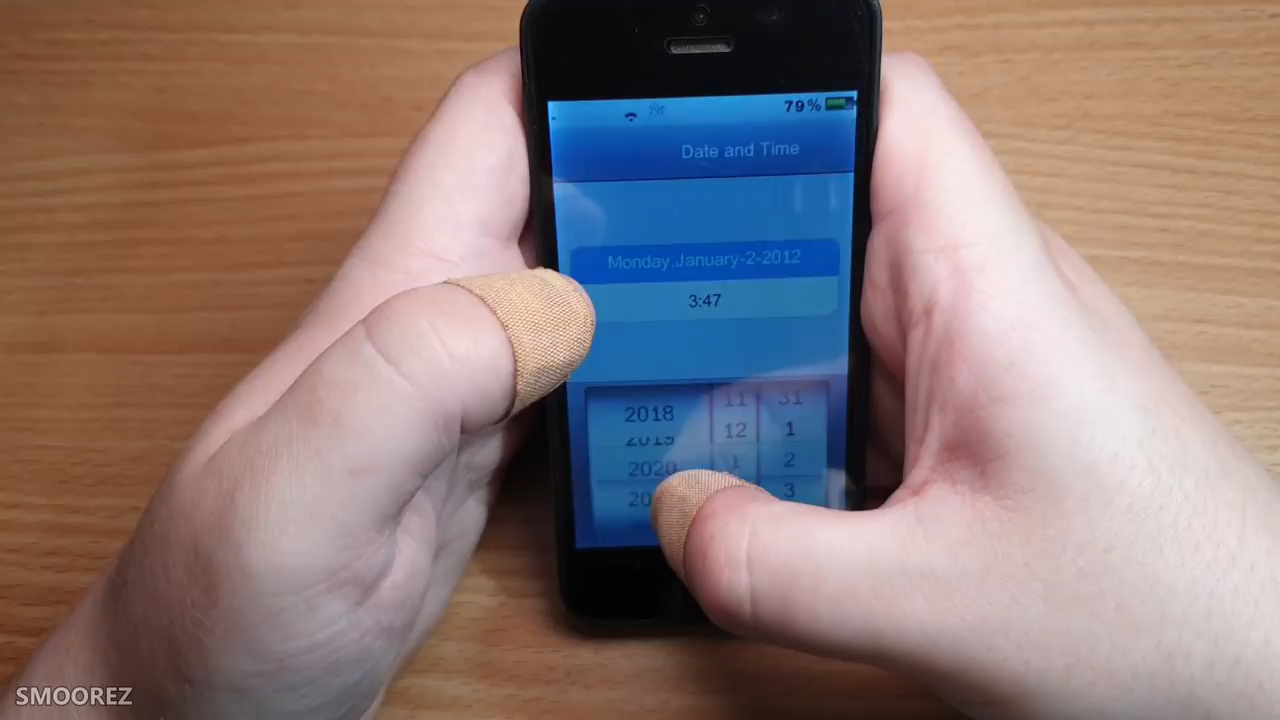 79%
Date and Time
Monday.January-2-2012
3:47
2018 11 31
2019 12 1
2020 1 2
3
SMOOREZ